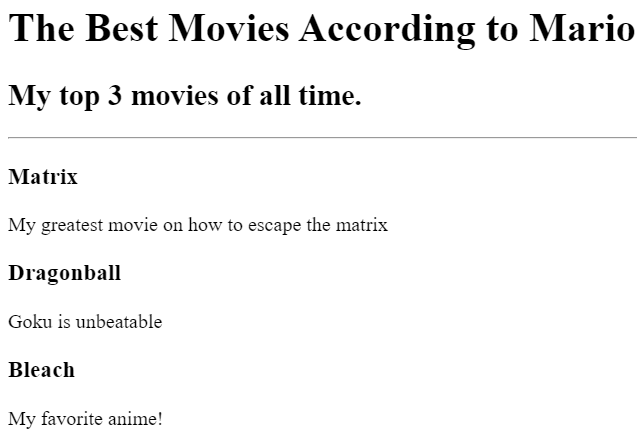 The Best Movies According to Mario
My top 3 movies of all time.
Matrix
My greatest movie on how to escape the matrix
Dragonball
Goku is unbeatable
Bleach
My favorite anime!